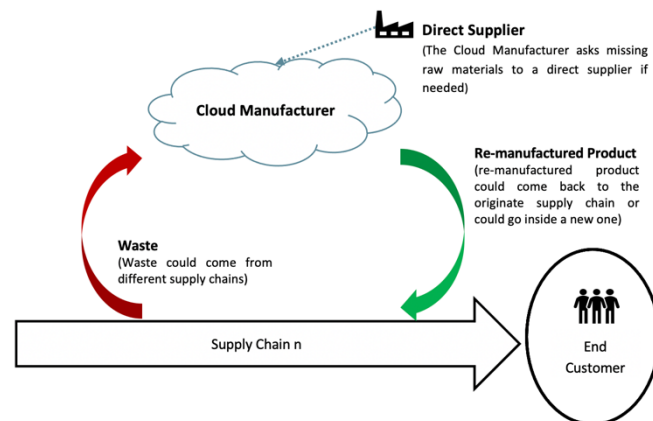 Direct Supplier
(The Cloud Manufacturer asks missing
raw materials to a direct supplier if
needed)
Cloud Manufacturer
Re-manufactured Product
(re-manufactured product
could come back to the
originate supply chain or
could go inside a new one)
Waste
(Waste could come from
different supply chains)
Supply Chain n
End
Customer